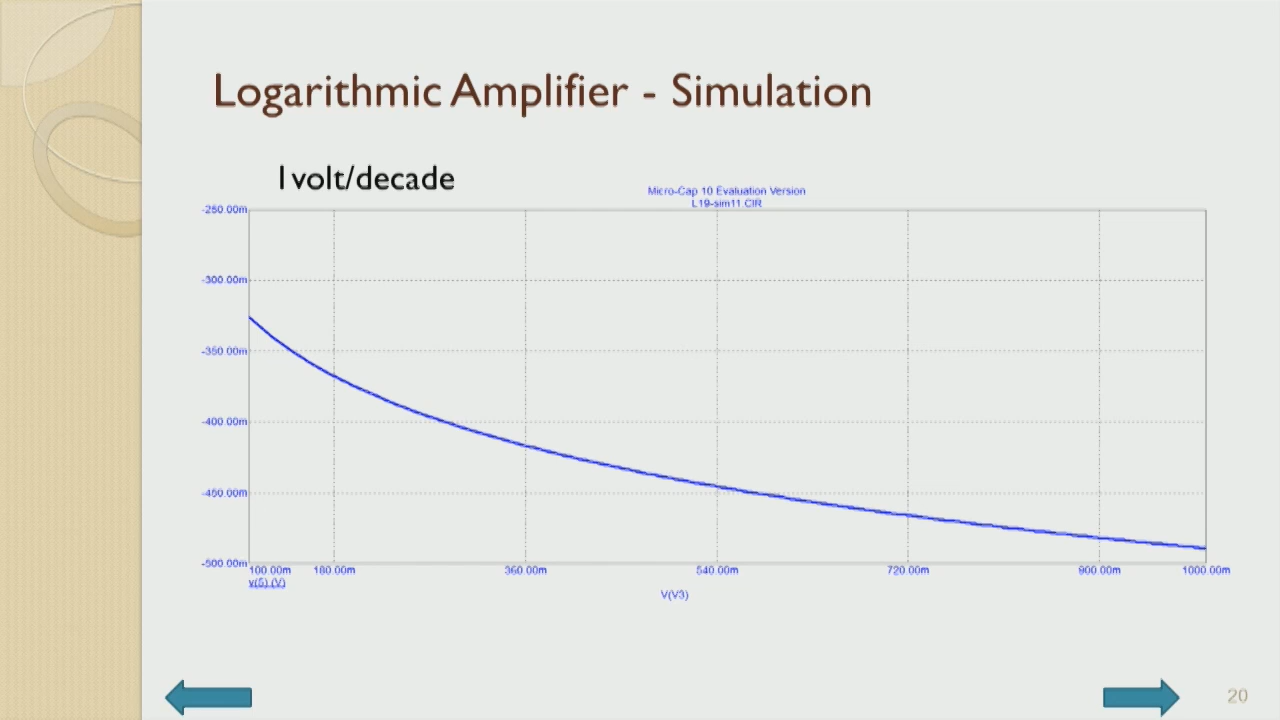 Logarithmic Amplifier - Simulation
1volt/decade
Micro-Cap 10 Evaluation Version
L19-sim11.CIR
-250.00m
-300.00m
-350.00m
-400.00m
-450.00m
-500.00m
100.00m 180.00m 360.00m 540.00m 720.00m 900.00m 1000.00m
v(5) (V)
V(V3)
20